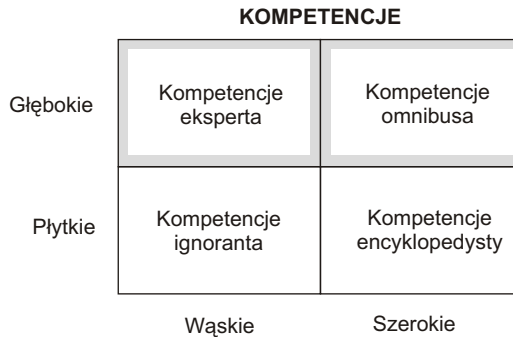 KOMPETENCJE
Głębokie
Kompetencje
eksperta
Kompetencje
omnibusa
Płytkie
Kompetencje
ignoranta
Kompetencje
encyklopedysty
Wąskie
Szerokie